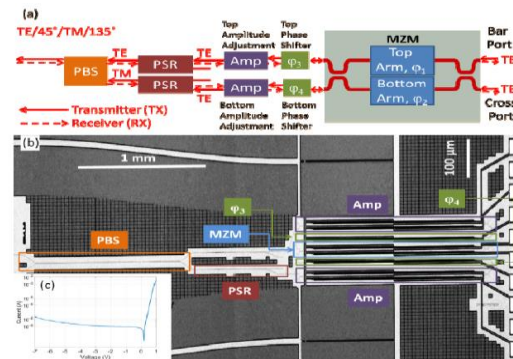 (a)
TE/45°/TM/135°
PBS
TE
TM
PSR
PSR
TE
TE
Top Amplitude Adjustment
Top Phase Shifter
Amp
Amp
φ3
φ4
Bottom Amplitude Adjustment
Bottom Phase Shifter
MZM
Top Arm, φ1
Bottom Arm, φ2
Bar Port
TE
TE
Cross Port
Transmitter (TX)
Receiver (RX)
(b)
1 mm
100 μm
φ3
MZM
PBS
PSR
Amp
Amp
φ4
(c)